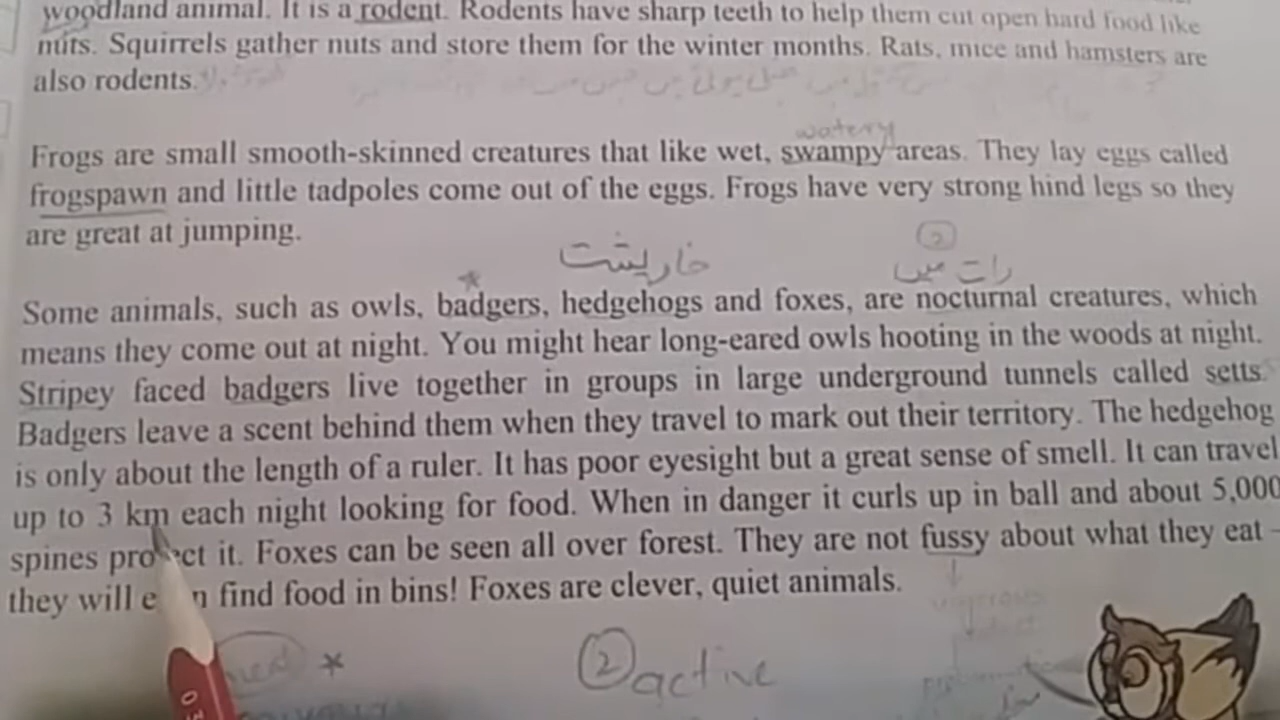 woodland animal. It is a rodent. Rodents have sharp teeth to help them cut open hard food like
nuts. Squirrels gather nuts and store them for the winter months. Rats, mice and hamsters are
also rodents.
watery
Frogs are small smooth-skinned creatures that like wet, swampy areas. They lay eggs called
frogspawn and little tadpoles come out of the eggs. Frogs have very strong hind legs so they
are great at jumping.
2
خارپشت رات میں
Some animals, such as owls, badgers, hedgehogs and foxes, are nocturnal creatures, which
means they come out at night. You might hear long-eared owls hooting in the woods at night.
Stripey faced badgers live together in groups in large underground tunnels called setts.
Badgers leave a scent behind them when they travel to mark out their territory. The hedgehog
is only about the length of a ruler. It has poor eyesight but a great sense of smell. It can travel
up to 3 km each night looking for food. When in danger it curls up in ball and about 5,000
spines protect it. Foxes can be seen all over forest. They are not fussy about what they eat -
they will even find food in bins! Foxes are clever, quiet animals.
2 active